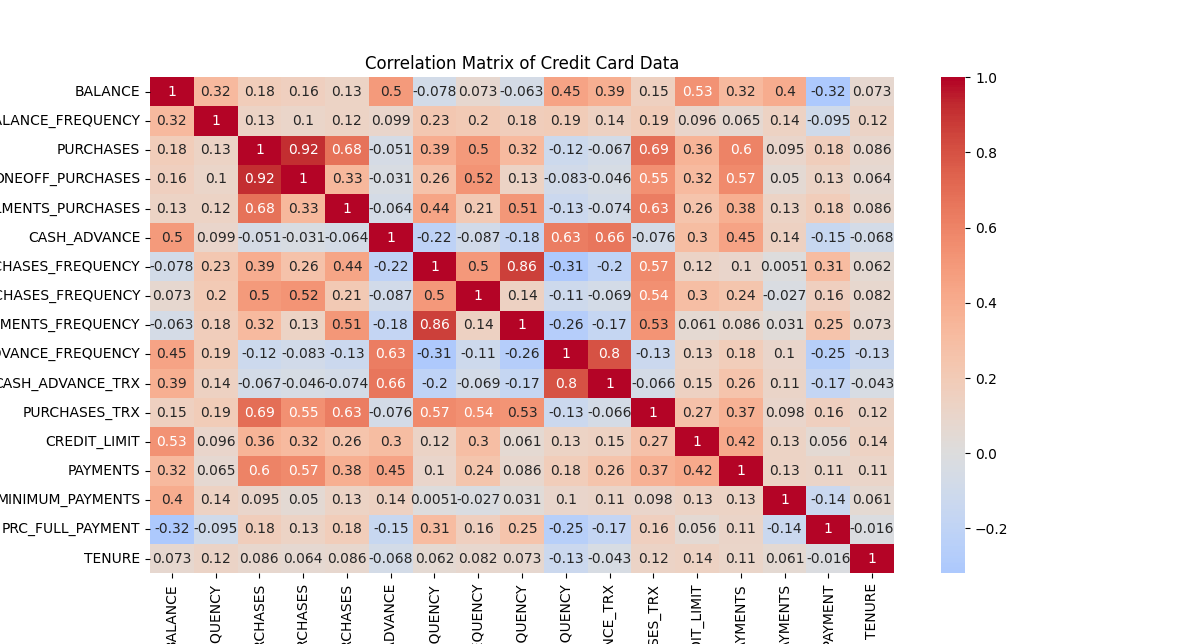 Correlation Matrix of Credit Card Data
BALANCE 1 0.32 0.18 0.16 0.13 0.5 -0.078 0.073 -0.063 0.45 0.39 0.15 0.53 0.32 0.4 -0.32 0.073 1.0
ALANCE_FREQUENCY 0.32 1 0.13 0.1 0.12 0.099 0.23 0.2 0.18 0.19 0.14 0.19 0.096 0.065 0.14 -0.095 0.12
PURCHASES 0.18 0.13 1 0.92 0.68 -0.051 0.39 0.5 0.32 -0.12 -0.067 0.69 0.36 0.6 0.095 0.18 0.086 0.8
ONEOFF_PURCHASES 0.16 0.1 0.92 1 0.33 -0.031 0.26 0.52 0.13 -0.083 -0.046 0.55 0.32 0.57 0.05 0.13 0.064
LMENTS_PURCHASES 0.13 0.12 0.68 0.33 1 -0.064 0.44 0.21 0.51 -0.13 -0.074 0.63 0.26 0.38 0.13 0.18 0.086
CASH_ADVANCE 0.5 0.099 -0.051 -0.031 -0.064 1 -0.22 -0.087 -0.18 0.63 0.66 -0.076 0.3 0.45 0.14 -0.15 -0.068 0.6
CHASES_FREQUENCY -0.078 0.23 0.39 0.26 0.44 -0.22 1 0.5 0.86 -0.31 -0.2 0.57 0.12 0.1 0.0051 0.31 0.062
CHASES_FREQUENCY 0.073 0.2 0.5 0.52 0.21 -0.087 0.5 1 0.14 -0.11 -0.069 0.54 0.3 0.24 -0.027 0.16 0.082 0.4
MENTS_FREQUENCY -0.063 0.18 0.32 0.13 0.51 -0.18 0.86 0.14 1 -0.26 -0.17 0.53 0.061 0.086 0.031 0.25 0.073
DVANCE_FREQUENCY 0.45 0.19 -0.12 -0.083 -0.13 0.63 -0.31 -0.11 -0.26 1 0.8 -0.13 0.13 0.18 0.1 -0.25 -0.13
CASH_ADVANCE_TRX 0.39 0.14 -0.067 -0.046 -0.074 0.66 -0.2 -0.069 -0.17 0.8 1 -0.066 0.15 0.26 0.11 -0.17 -0.043 0.2
PURCHASES_TRX 0.15 0.19 0.69 0.55 0.63 -0.076 0.57 0.54 0.53 -0.13 -0.066 1 0.27 0.37 0.098 0.16 0.12
CREDIT_LIMIT 0.53 0.096 0.36 0.32 0.26 0.3 0.12 0.3 0.061 0.13 0.15 0.27 1 0.42 0.13 0.056 0.14 0.0
PAYMENTS 0.32 0.065 0.6 0.57 0.38 0.45 0.1 0.24 0.086 0.18 0.26 0.37 0.42 1 0.13 0.11 0.11
MINIMUM_PAYMENTS 0.4 0.14 0.095 0.05 0.13 0.14 0.0051 -0.027 0.031 0.1 0.11 0.098 0.13 0.13 1 -0.14 0.061
PRC_FULL_PAYMENT -0.32 -0.095 0.18 0.13 0.18 -0.15 0.31 0.16 0.25 -0.25 -0.17 0.16 0.056 0.11 -0.14 1 -0.016 −0.2
TENURE 0.073 0.12 0.086 0.064 0.086 -0.068 0.062 0.082 0.073 -0.13 -0.043 0.12 0.14 0.11 0.061 -0.016 1
BALANCE
QUENCY
RCHASES
RCHASES
RCHASES
ADVANCE
QUENCY
QUENCY
QUENCY
QUENCY
NCE_TRX
SES_TRX
DIT_LIMIT
AYMENTS
AYMENTS
PAYMENT
TENURE